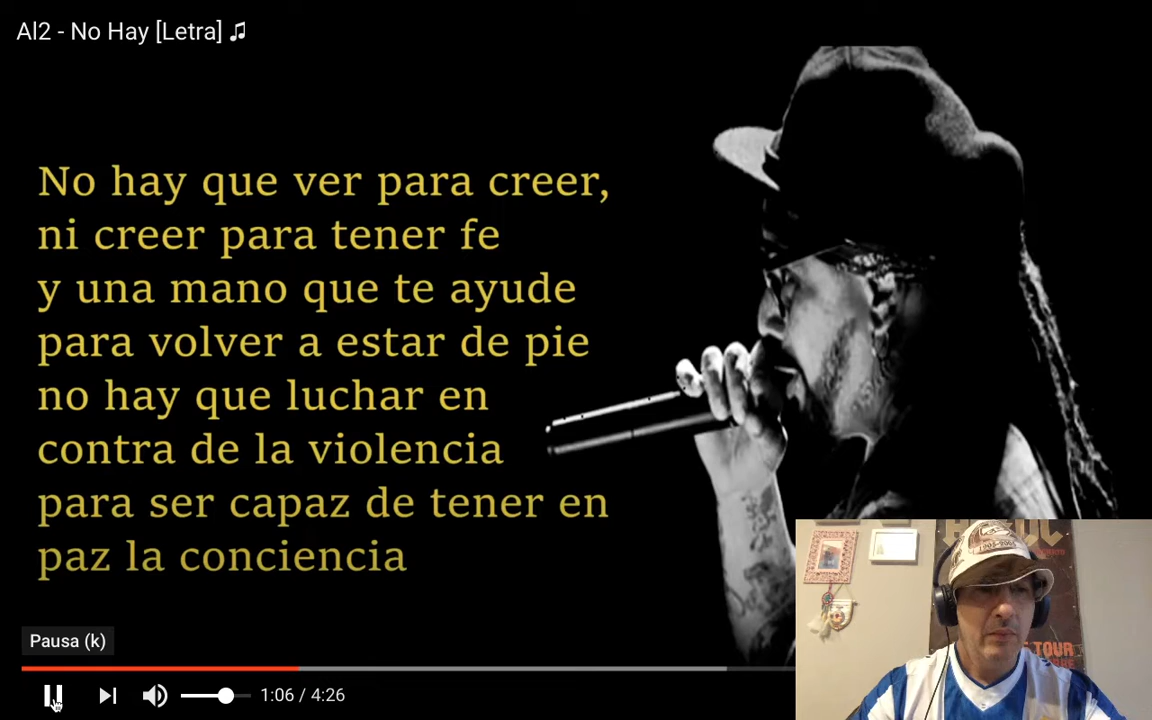 Al2 - No Hay [Letra] ♫
No hay que ver para creer,
ni creer para tener fe
y una mano que te ayude
para volver a estar de pie
no hay que luchar en
contra de la violencia
para ser capaz de tener en
paz la conciencia
Pausa (k)
1:06 / 4:26
TOUR